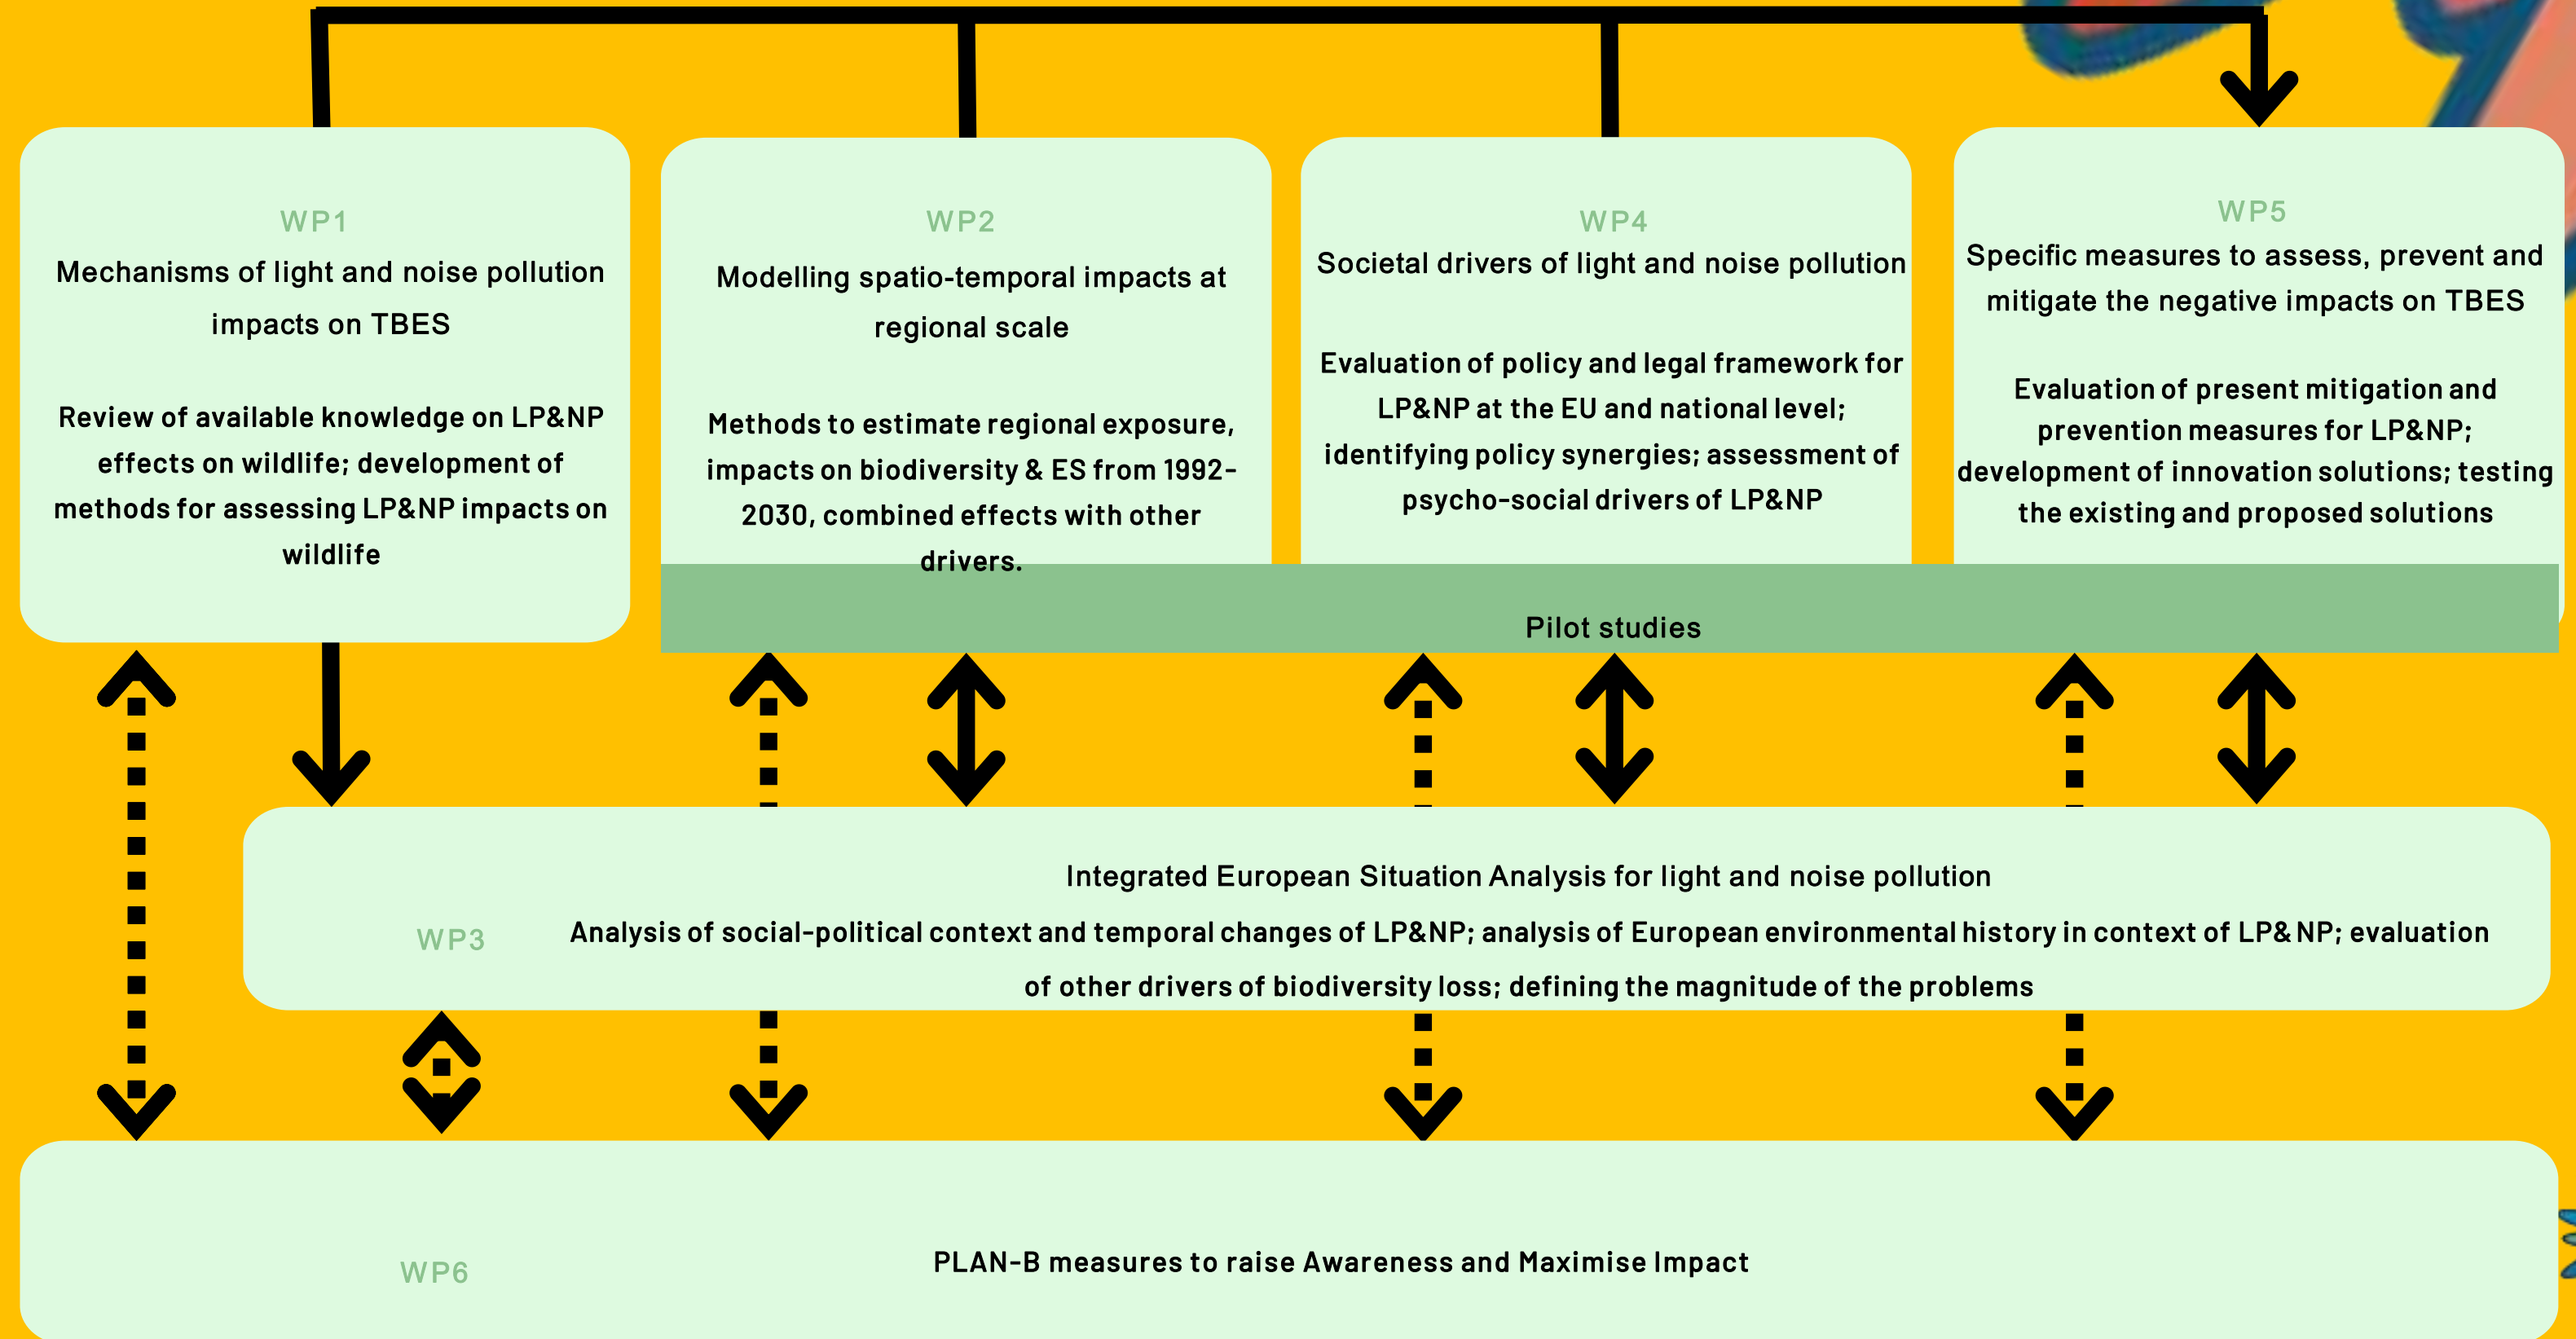 WP1
Mechanisms of light and noise pollution
impacts on TBES
Review of available knowledge on LP&NP
effects on wildlife; development of
methods for assessing LP&NP impacts on
wildlife
WP2
Modelling spatio-temporal impacts at
regional scale
Methods to estimate regional exposure,
impacts on biodiversity & ES from 1992-
2030, combined effects with other
drivers.
WP4
Societal drivers of light and noise pollution
Evaluation of policy and legal framework for
LP&NP at the EU and national level;
identifying policy synergies; assessment of
psycho-social drivers of LP&NP
WP5
Specific measures to assess, prevent and
mitigate the negative impacts on TBES
Evaluation of present mitigation and
prevention measures for LP&NP;
development of innovation solutions; testing
the existing and proposed solutions
Pilot studies
WP3
Integrated European Situation Analysis for light and noise pollution
Analysis of social-political context and temporal changes of LP&NP; analysis of European environmental history in context of LP&NP; evaluation
of other drivers of biodiversity loss; defining the magnitude of the problems
WP6
PLAN-B measures to raise Awareness and Maximise Impact